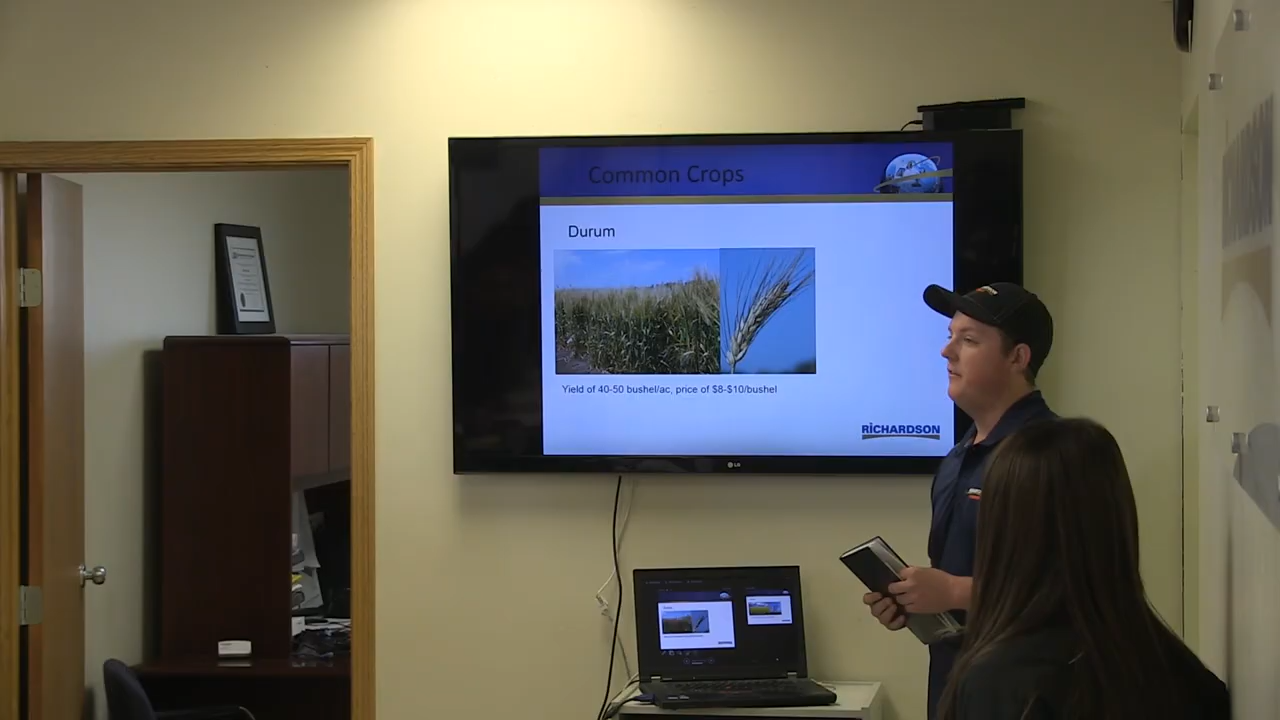 Common Crops
Durum
Yield of 40-50 bushel/ac, price of $8-$10/bushel
RICHARDSON
LG